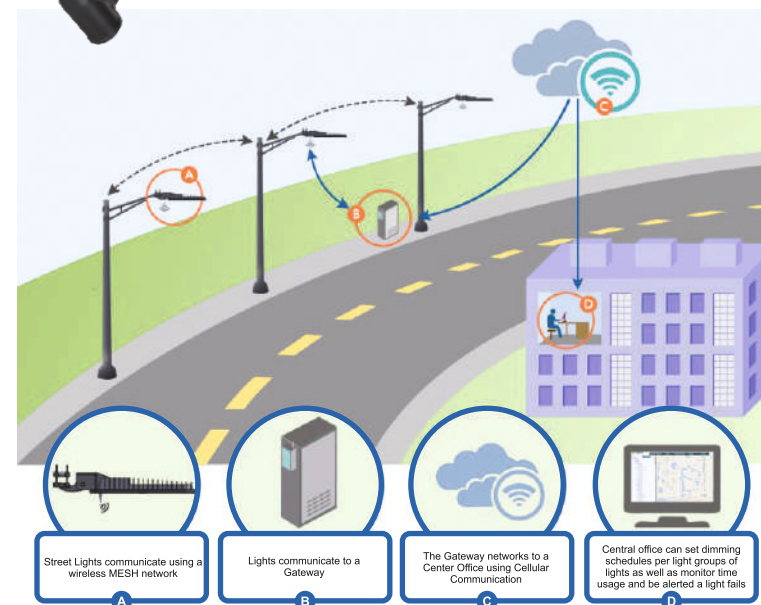 A
B
C
D
Street Lights communicate using a
wireless MESH network
A
Lights communicate to a
Gateway
B
The Gateway networks to a
Center Office using Cellular
Communication
C
Central office can set dimming
schedules per light groups of
lights as well as monitor time
usage and be alerted a light fails
D